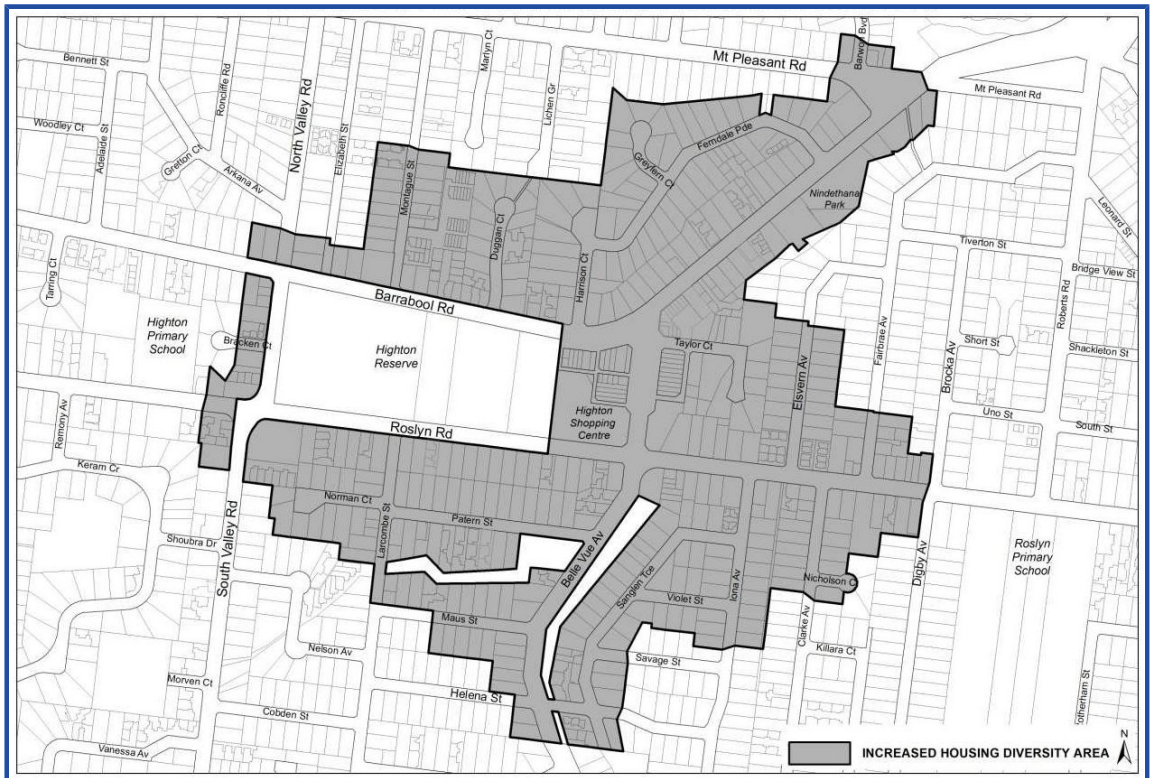 Bennett St
Roncliffe Rd
North Valley Rd
Marlyn Ct
Mt Pleasant Rd
Barwon Blvd
Mt Pleasant Rd
Woodley Ct
Adelaide St
Gretton Ct
Arkana Av
Elizabeth St
Lichen Gr
Montague St
Greyfern Ct
Ferndale Pde
Nindethana
Park
Leonard St
Tarring Ct
Duggan Ct
Harrison Ct
Tiverton St
Bridge View St
Barrabool Rd
Roberts Rd
Highton
Primary
School
Bracken Ct
Highton
Reserve
Taylor Ct
Elsvern Av
Fairbrae Av
Brocka Av
Short St
Shackleton St
Remony Av
Roslyn Rd
Highton
Shopping
Centre
Uno St
South St
Keram Cr
Norman Ct
Larcombe St
Patern St
Shoubra Dr
South Valley Rd
Belle Vue Av
Sanglen Tce
Iona Av
Nicholson C
Digby Av
Roslyn
Primary
School
Maus St
Violet St
Clarke Av
Killara Ct
Nelson Av
Savage St
Morven Ct
Helena St
Cobden St
Vanessa Av
otherham St
N
INCREASED HOUSING DIVERSITY AREA